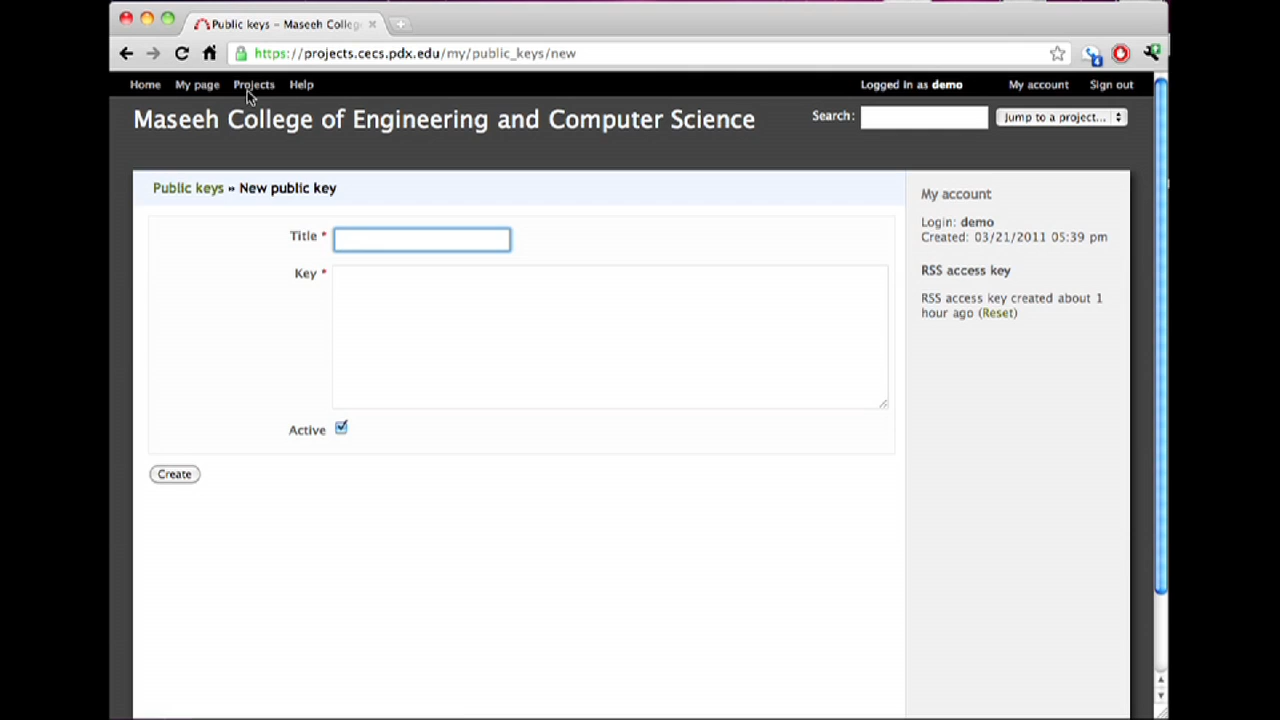 Public keys – Maseeh Colleg
https://projects.cecs.pdx.edu/my/public_keys/new
4
Home My page Projects Help Logged in as demo My account Sign out
Maseeh College of Engineering and Computer Science Search: Jump to a project...
Public keys » New public key
Title *
Key *
Active
Create
My account
Login: demo
Created: 03/21/2011 05:39 pm
RSS access key
RSS access key created about 1
hour ago (Reset)